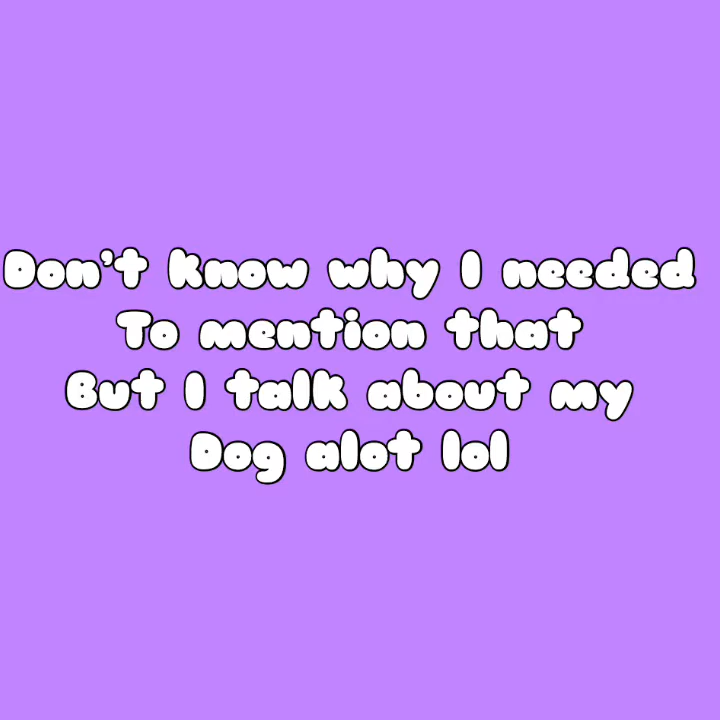 Don't know why I needed
To mention that
But I talk about my
Dog alot lol